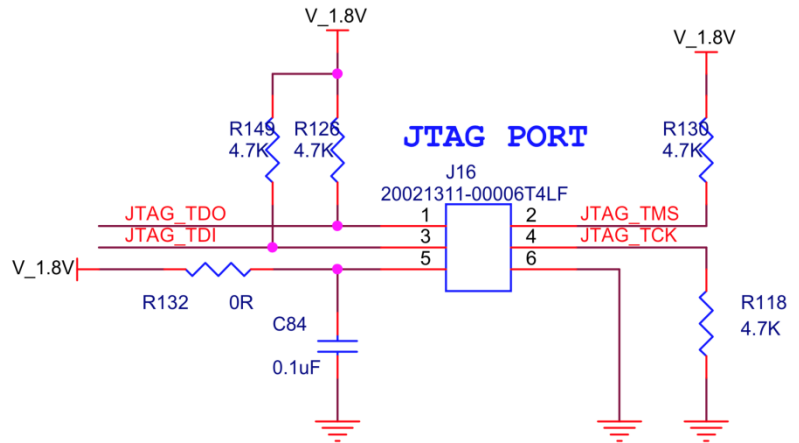 V_1.8V
V_1.8V
R149 R126
4.7K 4.7K
JTAG PORT
R130
4.7K
J16
20021311-00006T4LF
JTAG_TDO 1 2 JTAG_TMS
JTAG_TDI 3 4 JTAG_TCK
V_1.8V 5 6
R132 0R
R118
4.7K
C84
0.1uF